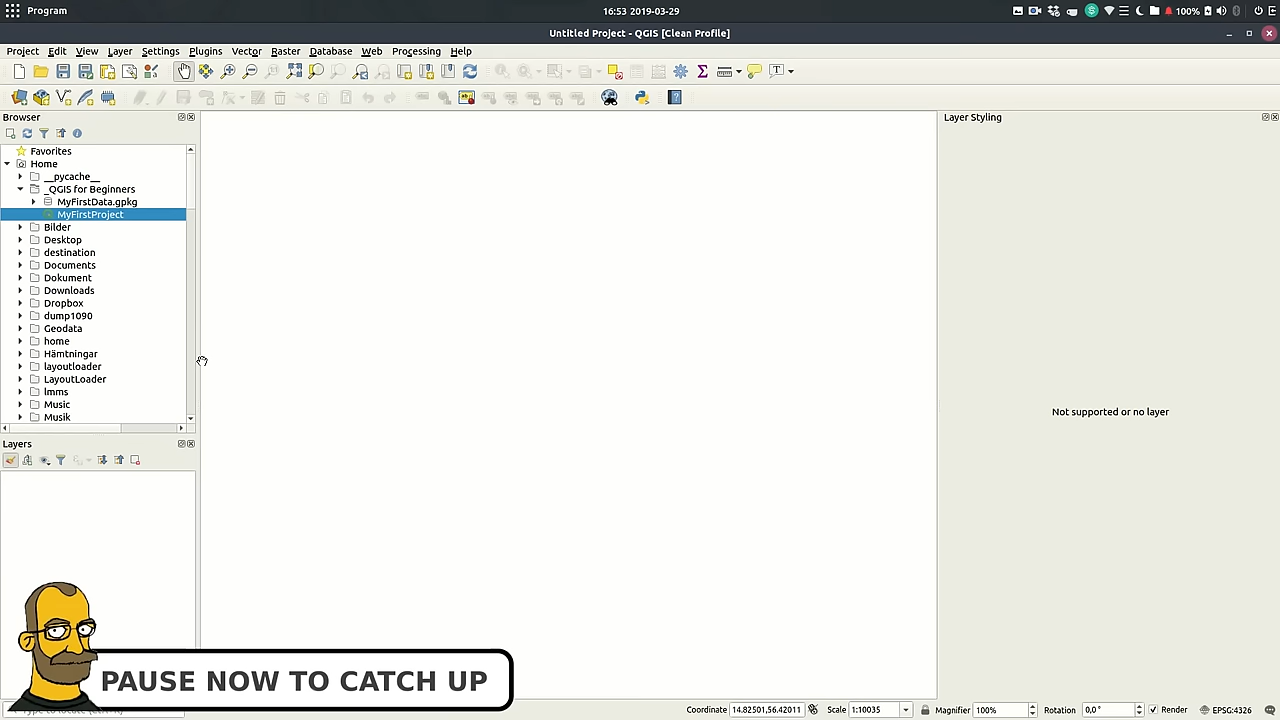 Program
16:53 2019-03-29
100%
Untitled Project - QGIS [Clean Profile]
Project Edit View Layer Settings Plugins Vector Raster Database Web Processing Help
Browser
Layer Styling
Favorites
Home
__pycache__
_QGIS for Beginners
MyFirstData.gpkg
MyFirstProject
Bilder
Desktop
destination
Documents
Dokument
Downloads
Dropbox
dump1090
Geodata
home
Hämtningar
layoutloader
LayoutLoader
lmms
Music
Musik
Not supported or no layer
Layers
PAUSE NOW TO CATCH UP
Coordinate 14.82501,59.22011 Scale 1:10035 Magnifier 100% Rotation 0,0° Render EPSG:4326